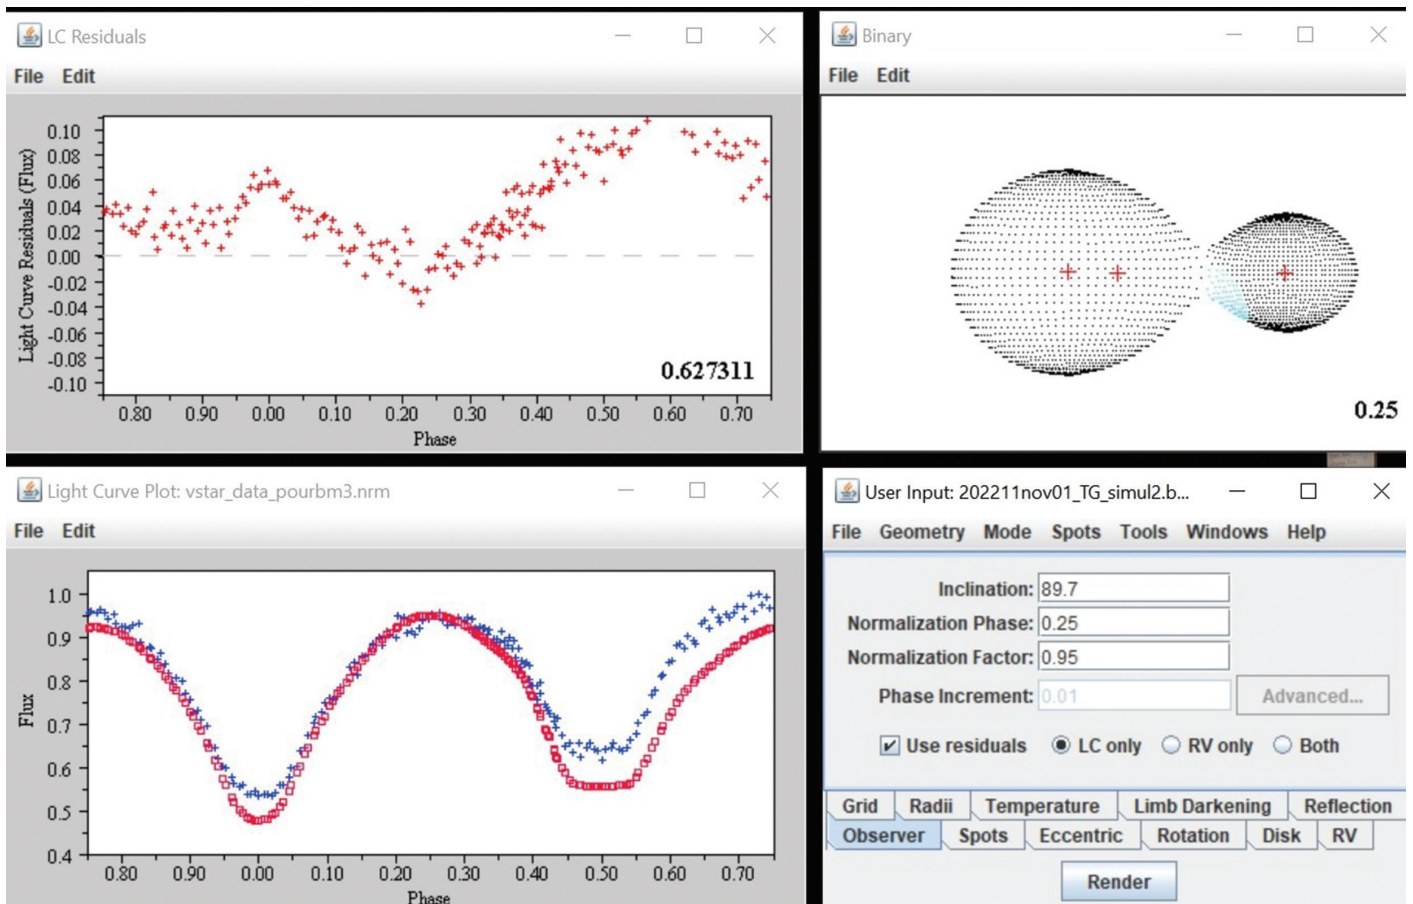 LC Residuals
File Edit
Light Curve Residuals (Flux)
0.10
0.08
0.06
0.04
0.02
0.00
-0.02
-0.04
-0.06
-0.08
-0.10
0.627311
0.80 0.90 0.00 0.10 0.20 0.30 0.40 0.50 0.60 0.70
Phase
Binary
File Edit
0.25
Light Curve Plot: vstar_data_pourbm3.nrm
File Edit
Flux
1.0
0.9
0.8
0.7
0.6
0.5
0.4
0.80 0.90 0.00 0.10 0.20 0.30 0.40 0.50 0.60 0.70
Phase
User Input: 202211nov01_TG_simul2.b...
File Geometry Mode Spots Tools Windows Help
Inclination: 89.7
Normalization Phase: 0.25
Normalization Factor: 0.95
Phase Increment: 0.01 Advanced...
Use residuals LC only RV only Both
Grid Radii Temperature Limb Darkening Reflection
Observer Spots Eccentric Rotation Disk RV
Render